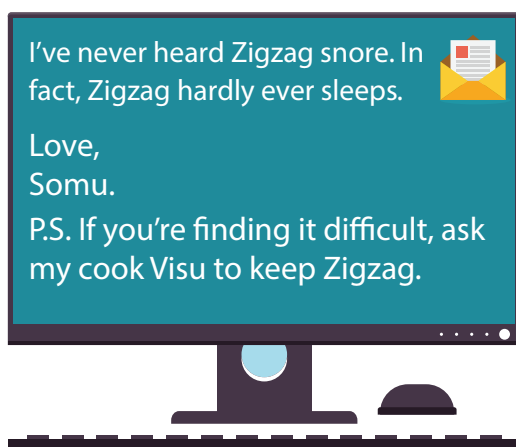 I’ve never heard Zigzag snore. In
fact, Zigzag hardly ever sleeps.
Love,
Somu.
P.S. If you’re finding it difficult, ask
my cook Visu to keep Zigzag.